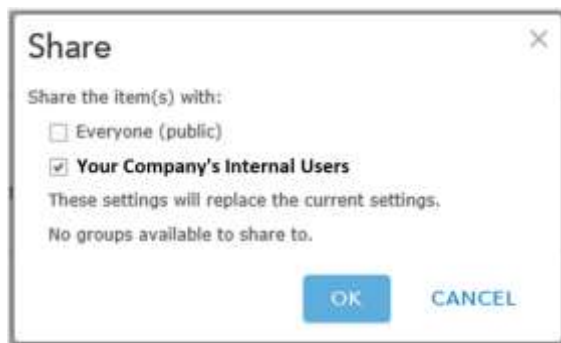 Share
Share the item(s) with:
Everyone (public)
Your Company's Internal Users
These settings will replace the current settings.
No groups available to share to.
OK CANCEL